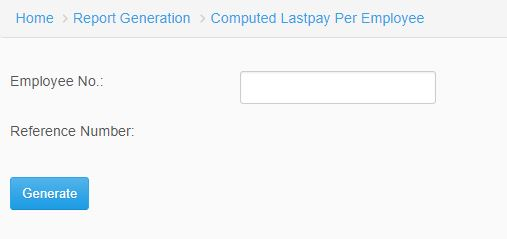 Home > Report Generation > Computed Lastpay Per Employee
Employee No.:
Reference Number:
Generate